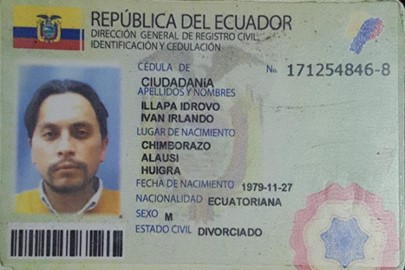 REPÚBLICA DEL ECUADOR
DIRECCIÓN GENERAL DE REGISTRO CIVIL,
IDENTIFICACIÓN Y CEDULACIÓN
CÉDULA DE No. 171254846-8
CIUDADANÍA
APELLIDOS Y NOMBRES
ILLAPA IDROVO
IVAN IRLANDO
LUGAR DE NACIMIENTO
CHIMBORAZO
ALAUSI
HUIGRA
FECHA DE NACIMIENTO 1979-11-27
NACIONALIDAD ECUATORIANA
SEXO M
ESTADO CIVIL DIVORCIADO